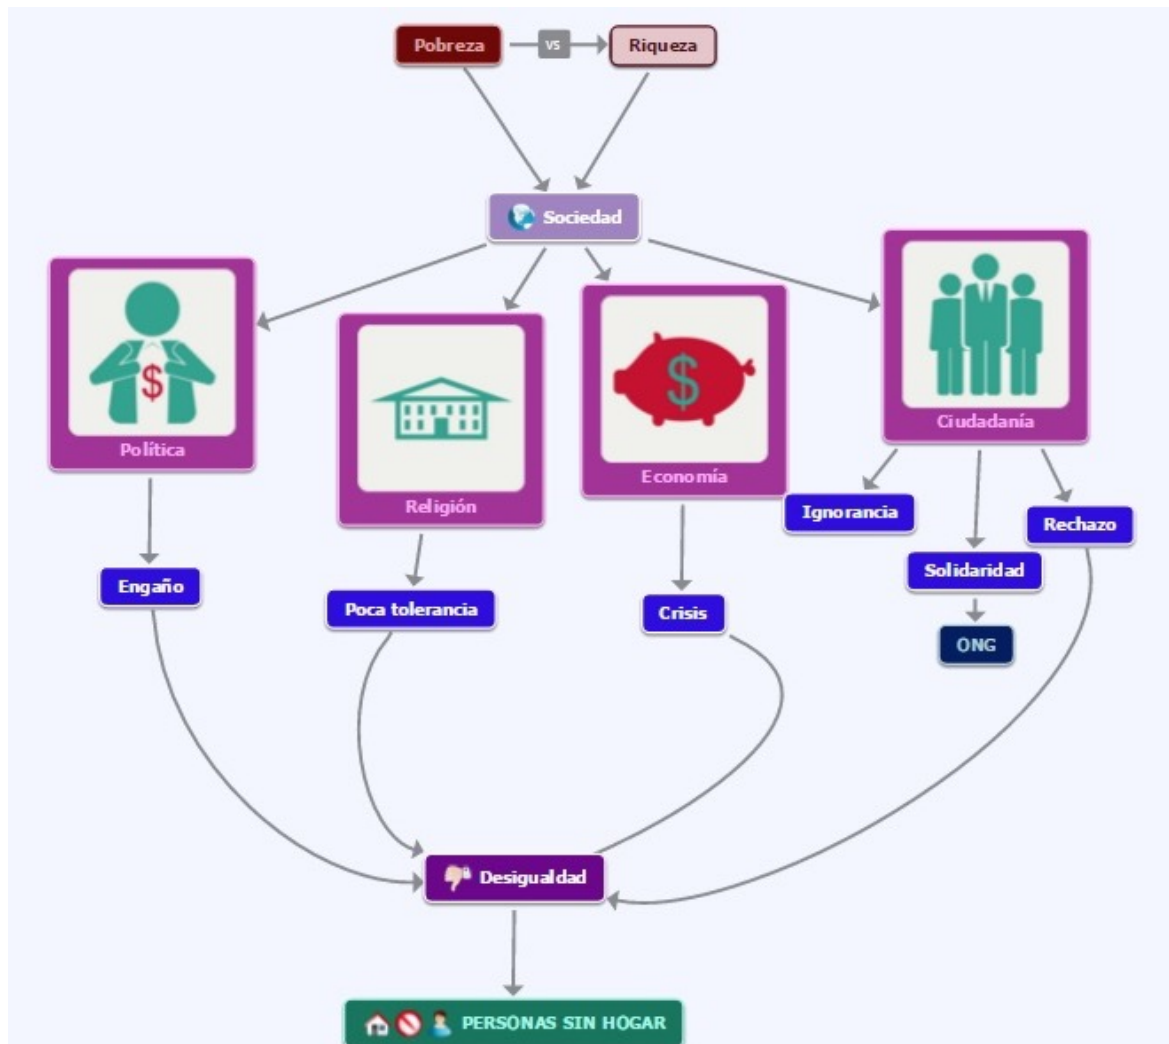 Pobreza
VS
Riqueza
Sociedad
$
Política
Religión
$
Economía
Ciudadanía
Engaño
Poca tolerancia
Crisis
Ignorancia
Solidaridad
Rechazo
ONG
Desigualdad
PERSONAS SIN HOGAR